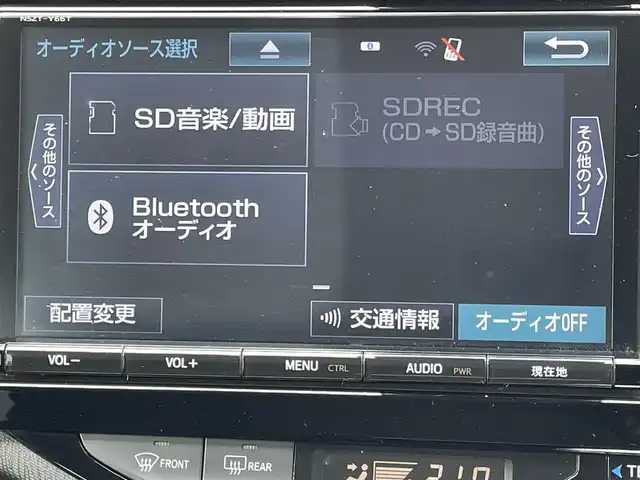 NSZT-Y66T
オーディオソース選択
SD音楽/動画
SDREC
(CD➡SD録音曲)
その他のソース
その他のソース
Bluetooth
オーディオ
配置変更
交通情報
オーディオOFF
VOL−
VOL+
MENU CTRL
AUDIO PWR
現在地
FRONT
REAR
21.0